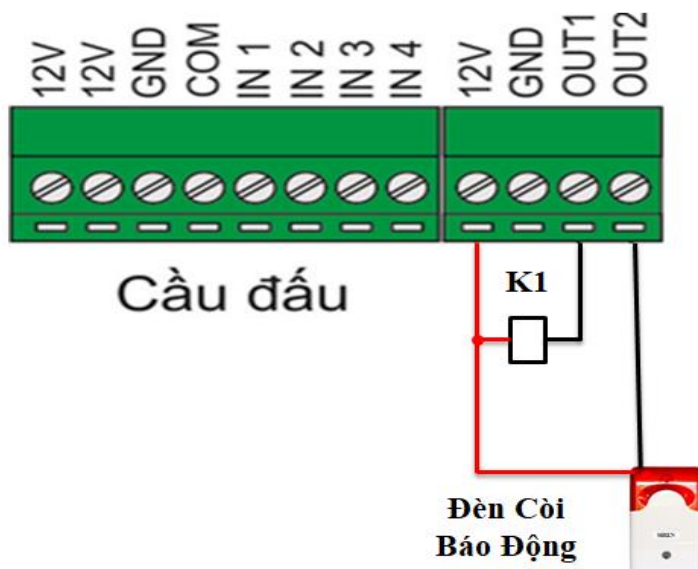 12V 12V GND COM IN 1 IN 2 IN 3 IN 4 12V GND OUT1 OUT2
Cầu đấu
K1
Đèn Còi
Báo Động